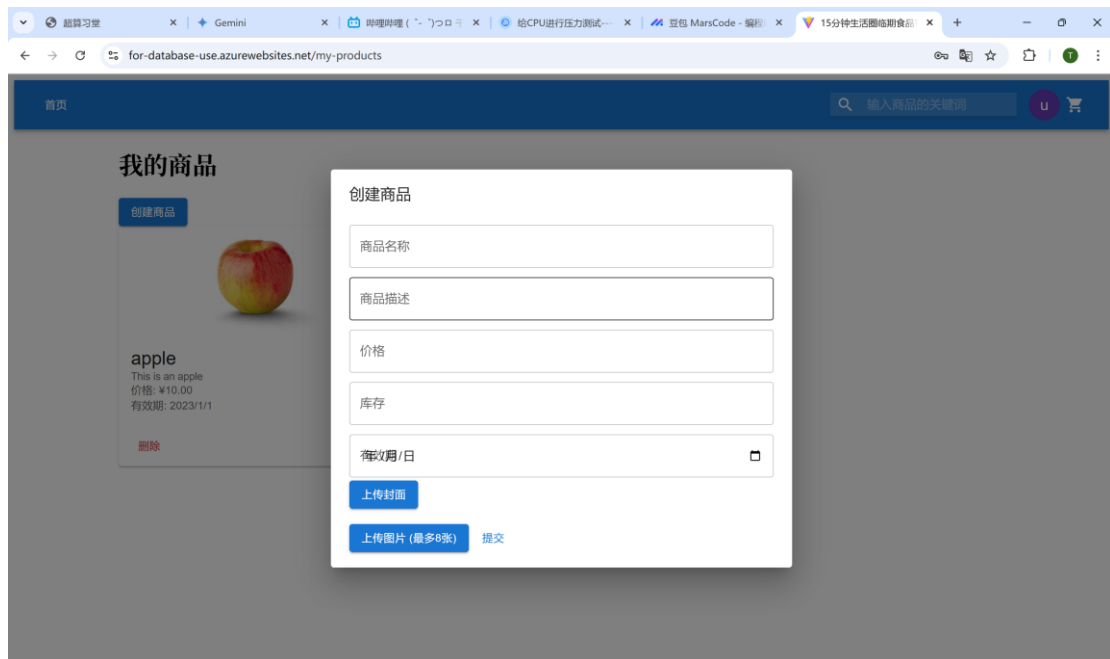 超算习堂
Gemini
哔哩哔哩 ( ゜- ゜)つロ 干
给CPU进行压力测试-
豆包 MarsCode - 编程
15分钟生活圈临期食品
for-database-use.azurewebsites.net/my-products
T
首页
输入商品的关键词
u
我的商品
创建商品
apple
This is an apple
价格: ¥10.00
有效期: 2023/1/1
删除
创建商品
商品名称
商品描述
价格
库存
有效期
年/月/日
上传封面
上传图片 (最多8张)
提交